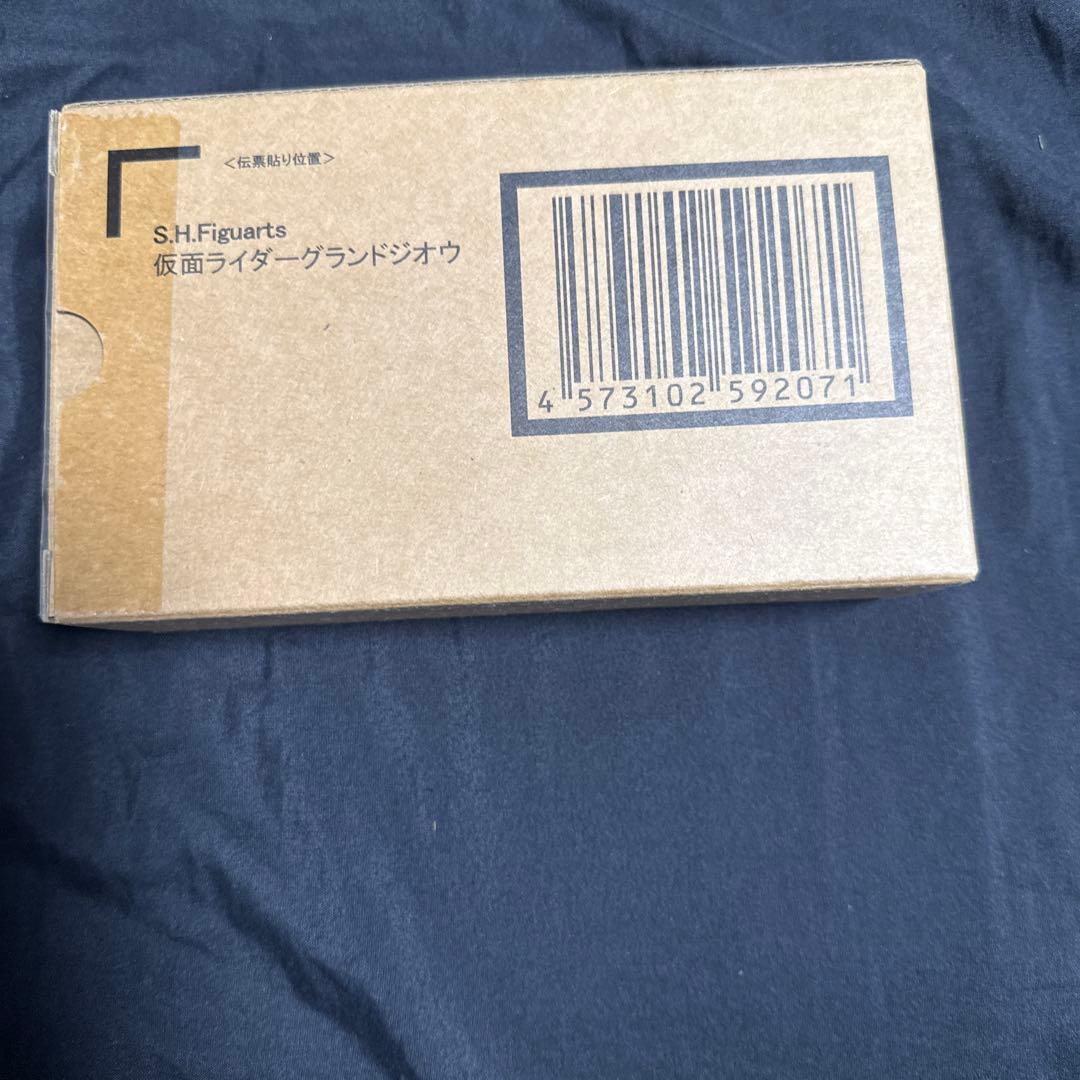 <伝票貼り位置>
S.H.Figuarts
仮面ライダーグランドジオウ
4 573102 592071